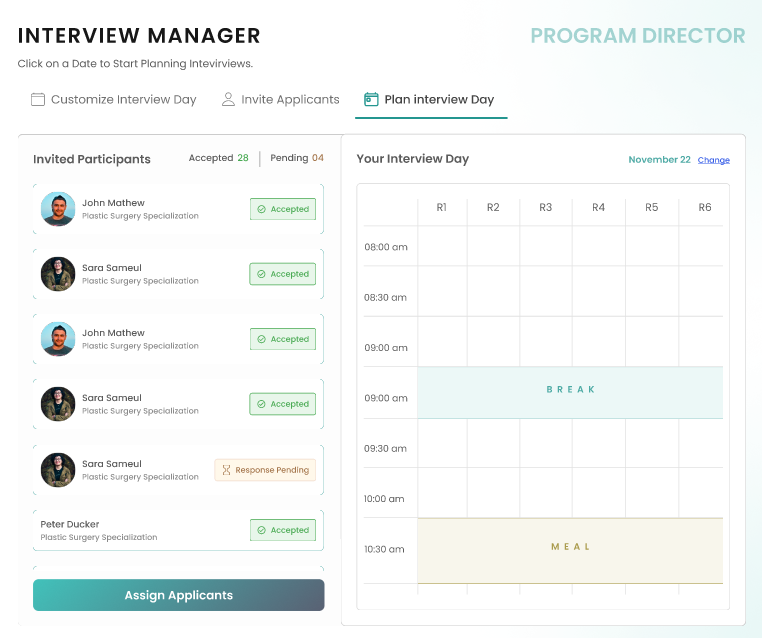 INTERVIEW MANAGER
PROGRAM DIRECTOR
Click on a Date to Start Planning Intevirviews.
Customize Interview Day
Invite Applicants
Plan interview Day
Invited Participants
Accepted 28
Pending 04
John Mathew
Plastic Surgery Specialization
Accepted
Sara Sameul
Plastic Surgery Specialization
Accepted
John Mathew
Plastic Surgery Specialization
Accepted
Sara Sameul
Plastic Surgery Specialization
Accepted
Sara Sameul
Plastic Surgery Specialization
Response Pending
Peter Ducker
Plastic Surgery Specialization
Accepted
Assign Applicants
Your Interview Day
November 22 Change
R1 R2 R3 R4 R5 R6
08:00 am
08:30 am
09:00 am
09:00 am
BREAK
09:30 am
10:00 am
10:30 am
MEAL